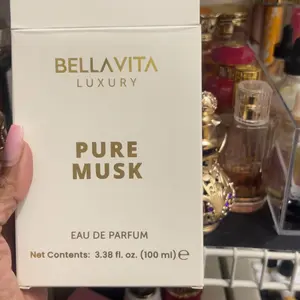 BELLAVITA
LUXURY
PURE
MUSK
EAU DE PARFUM
Net Contents: 3.38 fl. oz. (100 ml) ℮